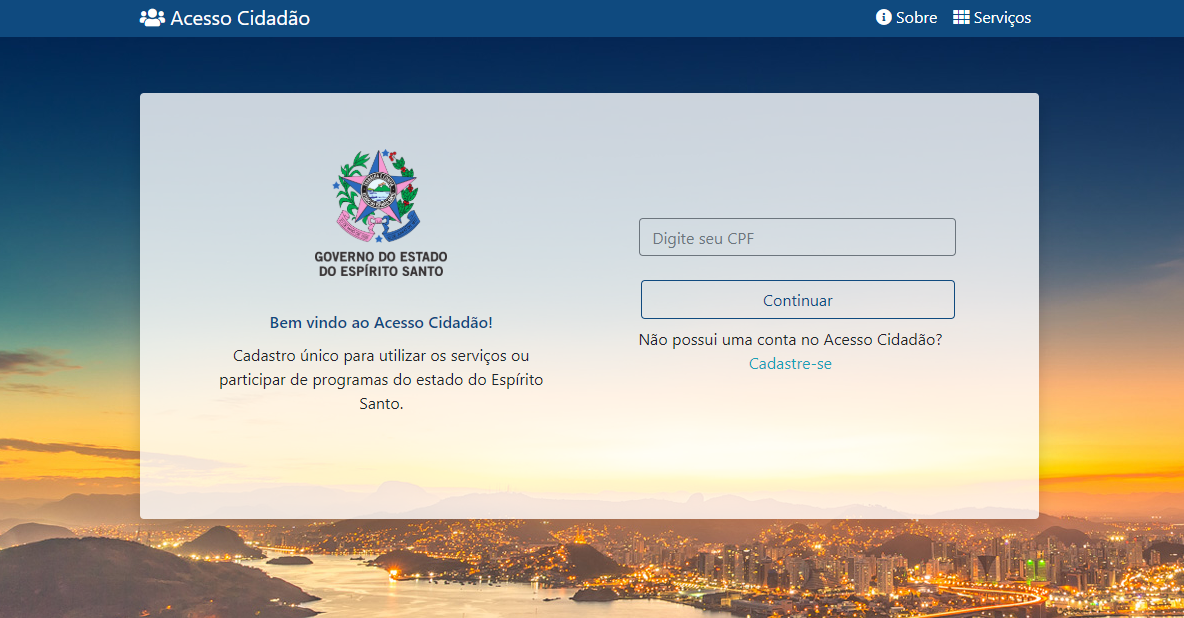 Acesso Cidadão
Sobre
Serviços
GOVERNO DO ESTADO
DO ESPÍRITO SANTO
Bem vindo ao Acesso Cidadão!
Cadastro único para utilizar os serviços ou
participar de programas do estado do Espírito
Santo.
Digite seu CPF
Continuar
Não possui uma conta no Acesso Cidadão?
Cadastre-se